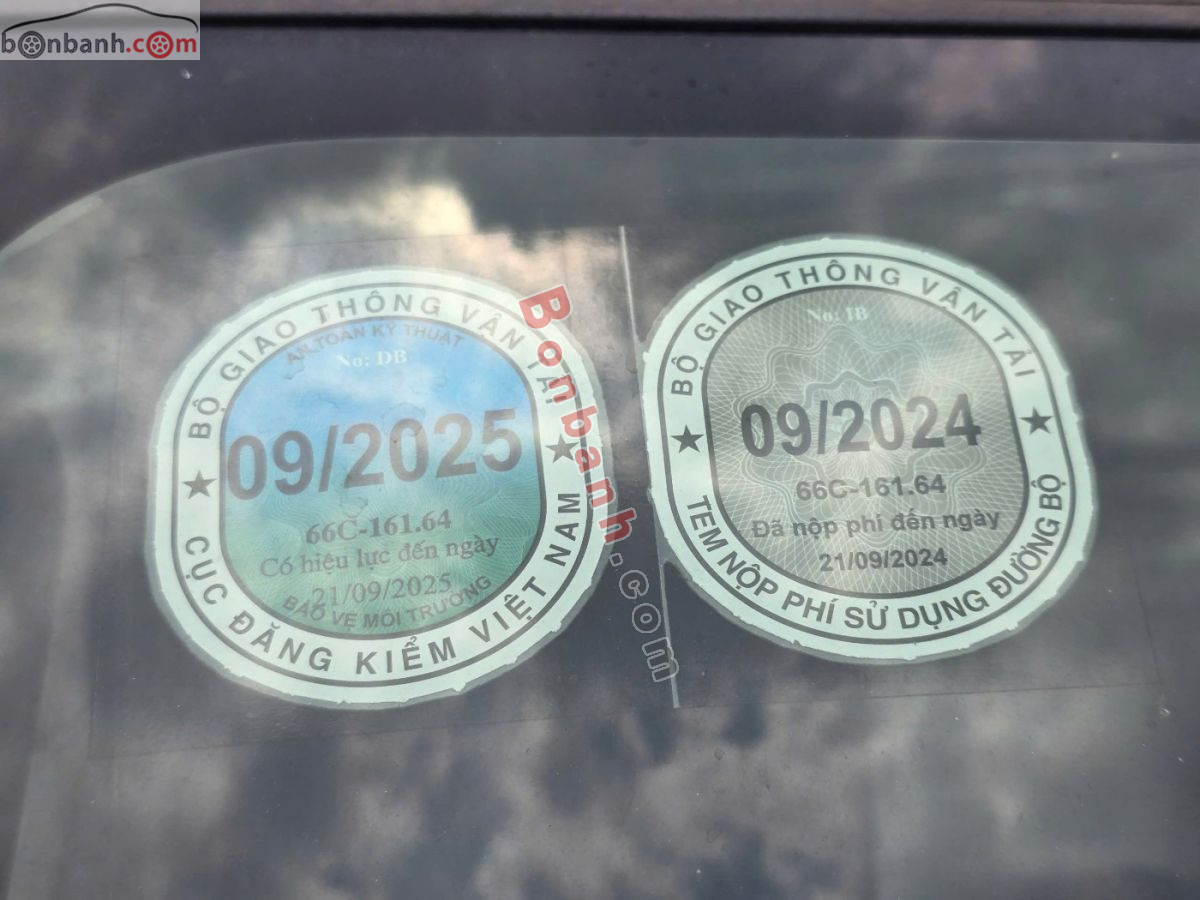 bonbanh.com
BỘ GIAO THÔNG VẬN TẢI
AN TOÀN KỸ THUẬT
No: DB
09/2025
66C-161.64
Có hiệu lực đến ngày
21/09/2025
BẢO VỆ MÔI TRƯỜNG
CỤC ĐĂNG KIỂM VIỆT NAM
Bonbanh.com
BỘ GIAO THÔNG VẬN TẢI
No: IB
09/2024
66C-161.64
Đã nộp phí đến ngày
21/09/2024
TEM NỘP PHÍ SỬ DỤNG ĐƯỜNG BỘ